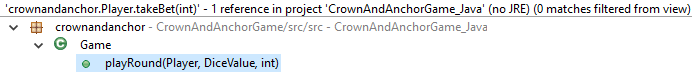 'crownandanchor.Player.takeBet(int)' - 1 reference in project 'CrownAndAnchorGame_Java' (no JRE) (0 matches filtered from view)
crownandanchor - CrownAndAnchorGame/src/src - CrownAndAnchorGame_Java
Game
playRound(Player, DiceValue, int)